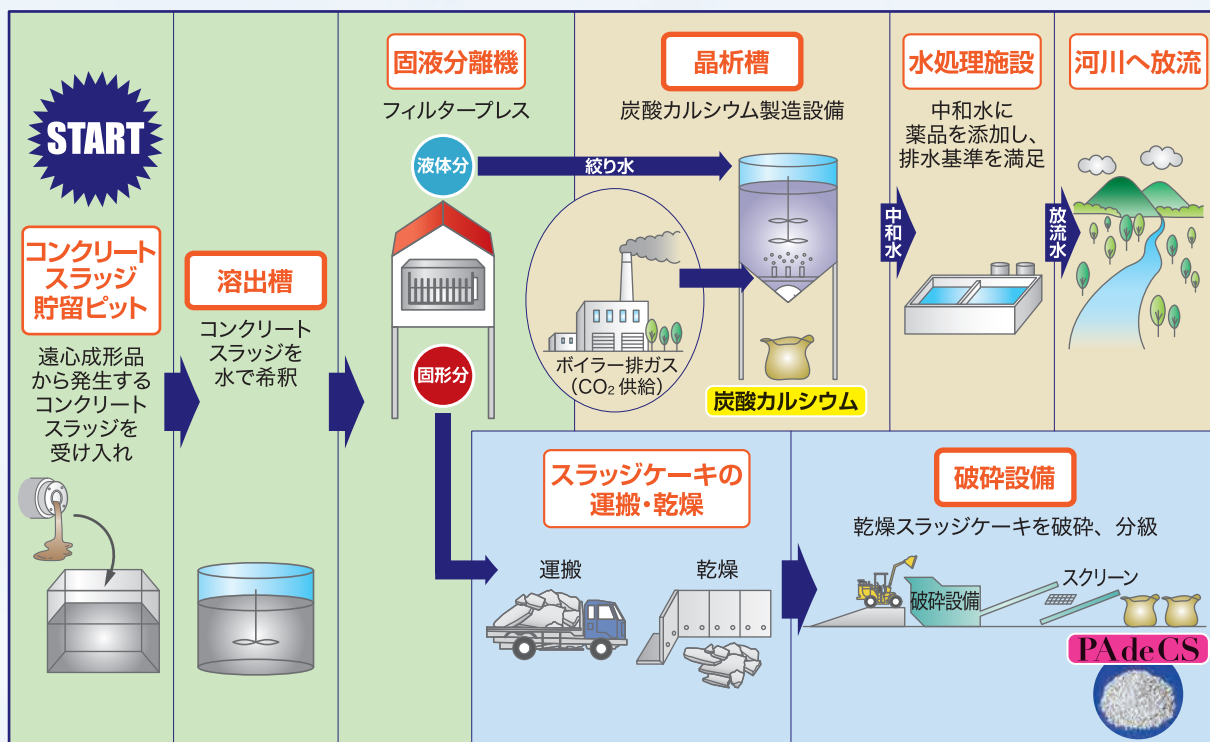 START
コンクリート
スラッジ
貯留ピット
遠心成形品
から発生する
コンクリート
スラッジを
受け入れ
溶出槽
コンクリート
スラッジを
水で希釈
固液分離機
フィルタープレス
液体分
絞り水
固形分
晶析槽
炭酸カルシウム製造設備
ボイラー排ガス
（CO₂供給）
炭酸カルシウム
中和水
水処理施設
中和水に
薬品を添加し、
排水基準を満足
放流水
河川へ放流
スラッジケーキの
運搬・乾燥
運搬
乾燥
破砕設備
乾燥スラッジケーキを破砕、分級
破砕設備
スクリーン
PAdeCS